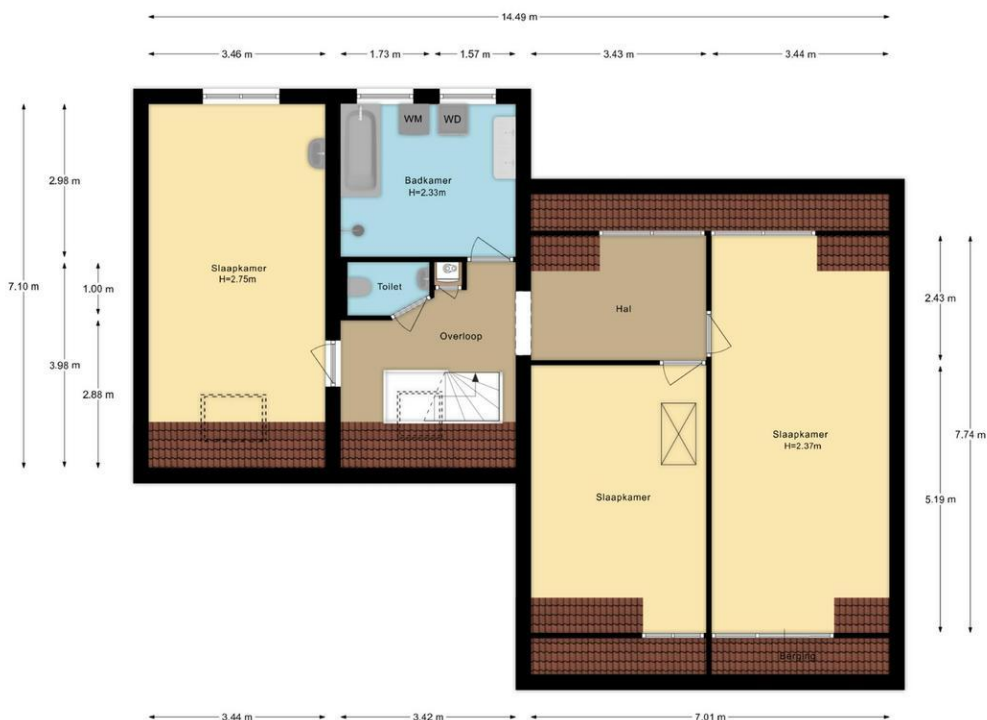 14.49 m
3.46 m
1.73 m
1.57 m
3.43 m
3.44 m
WM
WD
Badkamer
H=2.33m
2.98 m
7.10 m
1.00 m
3.98 m
2.88 m
Slaapkamer
H=2.75m
Toilet
Overloop
Hal
2.43 m
7.74 m
5.19 m
Slaapkamer
H=2.37m
Slaapkamer
Berging
3.44 m
3.42 m
7.01 m